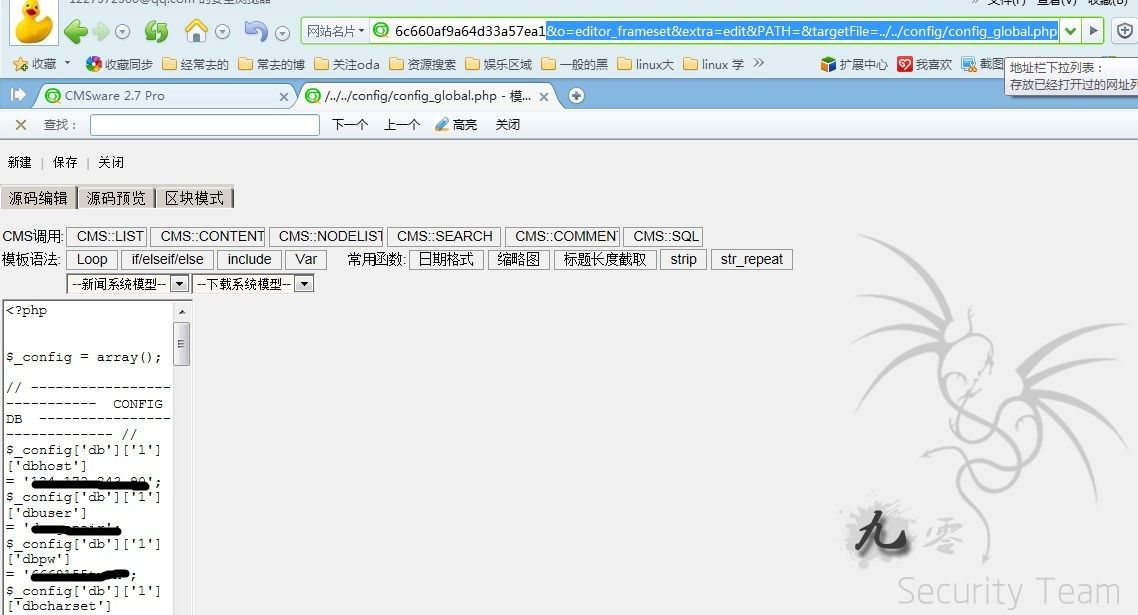 1227572500@qq.com 的安全浏览器
文件(F) 查看(V) 收藏(B)
网站名片 6c660af9a64d33a57ea1&o=editor_frameset&extra=edit&PATH=&targetFile=../../config/config_global.php
收藏 收藏同步 经常去的 常去的博 关注oda 资源搜索 娱乐区域 一般的黑 linux大 linux 学 » 扩展中心 我喜欢 截图
地址栏下拉列表：
存放已经打开过的网址列
CMSware 2.7 Pro /../../config/config_global.php - 模...
查找： 下一个 上一个 高亮 关闭
新建 | 保存 | 关闭
源码编辑 源码预览 区块模式
CMS调用: CMS::LIST CMS::CONTENT CMS::NODELIST CMS::SEARCH CMS::COMMENT CMS::SQL
模板语法: Loop if/elseif/else include Var 常用函数: 日期格式 缩略图 标题长度截取 strip str_repeat
--新闻系统模型-- --下载系统模型--
<?php
$_config = array();
// -----------------
----------- CONFIG
DB -----------------
------------- //
$_config['db']['1']
['dbhost']
= ';
$_config['db']['1']
['dbuser']
= '
$_config['db']['1']
['dbpw']
= ';
$_config['db']['1']
['dbcharset']
九零
Security Team